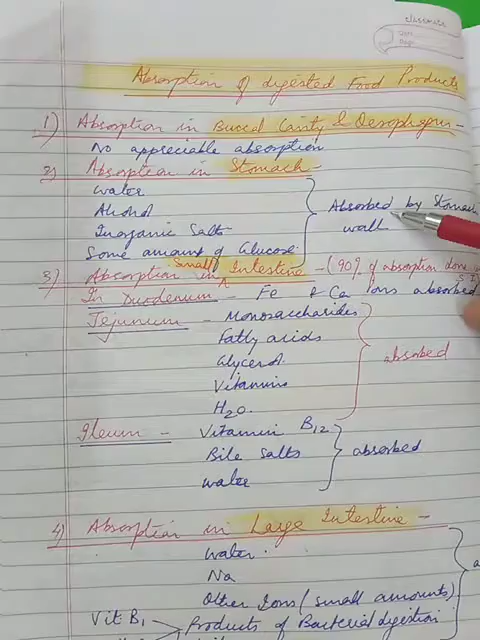 classmate
Date
Page
Absorption of digested Food Products
1) Absorption in Buccal Cavity & Oesophagus-
No appreciable absorption
2) Absorption in Stomach-
Water
Alcohol
Inorganic Salts
Some amount of Glucose
Absorbed by Stomach
wall
3) Absorption in Small Intestine - (90% of absorption done in S.I
In Duodenum - Fe & Ca Ions absorbed
Jejunum - Monosaccharides
Fatty acids
Glycerol
Vitamins
H2O.
absorbed
Ileum - Vitamin B12
Bile Salts
Water
absorbed
4) Absorption in Large Intestine -
Water.
Na
Other Ions (small amounts)
Vit B1
Products of Bacterial digestion